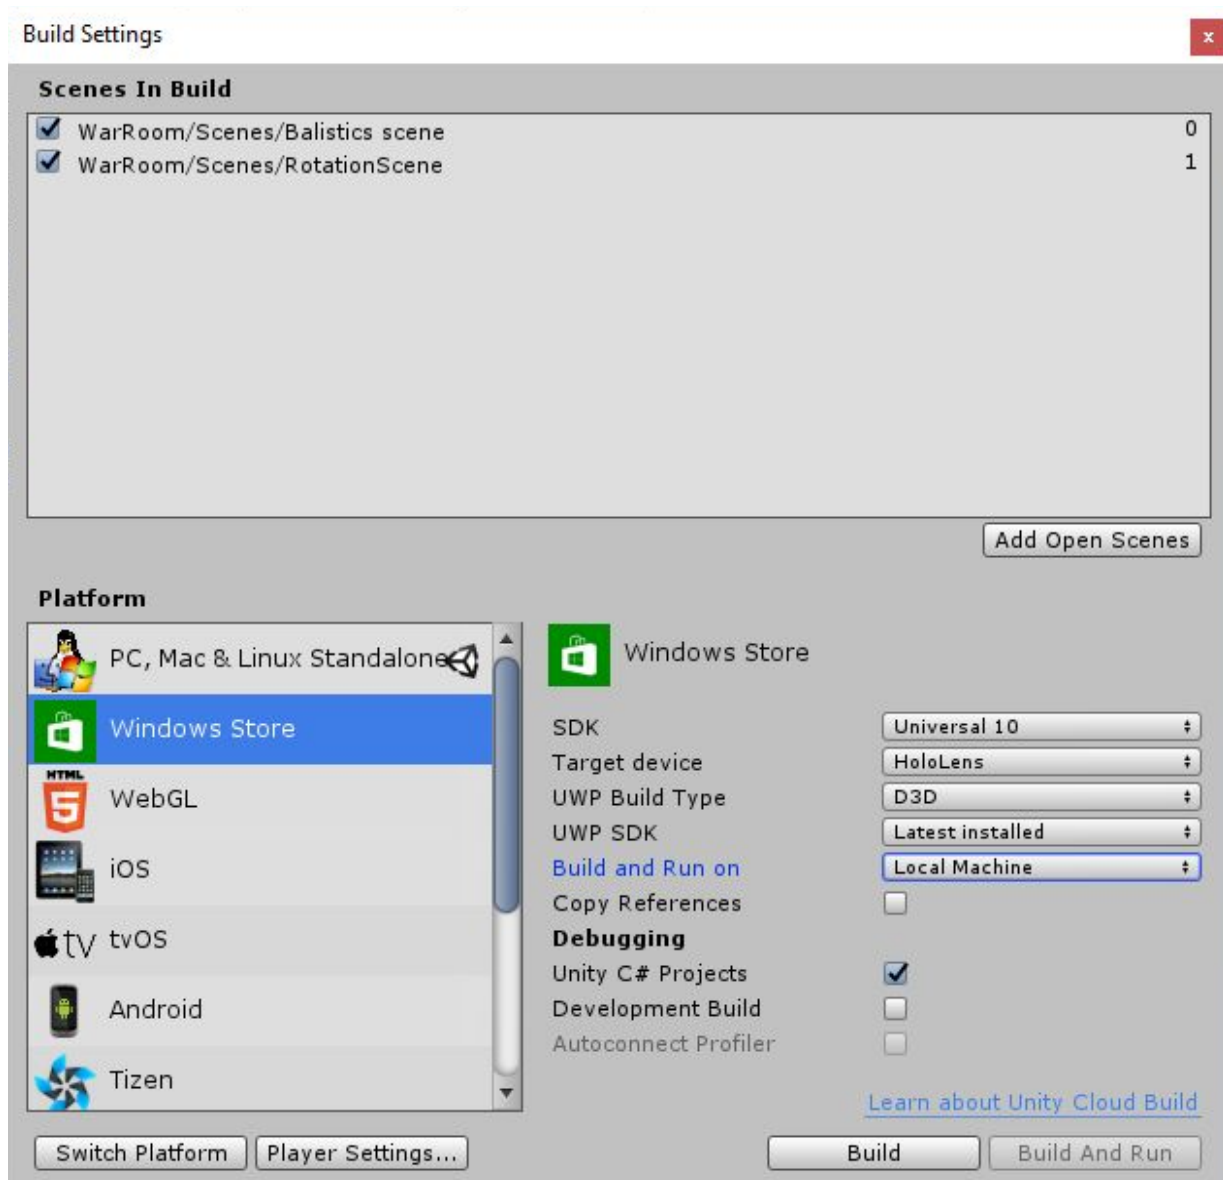 Build Settings
x
Scenes In Build
WarRoom/Scenes/Balistics scene 0
WarRoom/Scenes/RotationScene 1
Add Open Scenes
Platform
PC, Mac & Linux Standalone
Windows Store
HTML
5
WebGL
iOS
tv tvOS
Android
Tizen
Windows Store
SDK Universal 10
Target device HoloLens
UWP Build Type D3D
UWP SDK Latest installed
Build and Run on Local Machine
Copy References
Debugging
Unity C# Projects
Development Build
Autoconnect Profiler
Learn about Unity Cloud Build
Switch Platform Player Settings... Build Build And Run